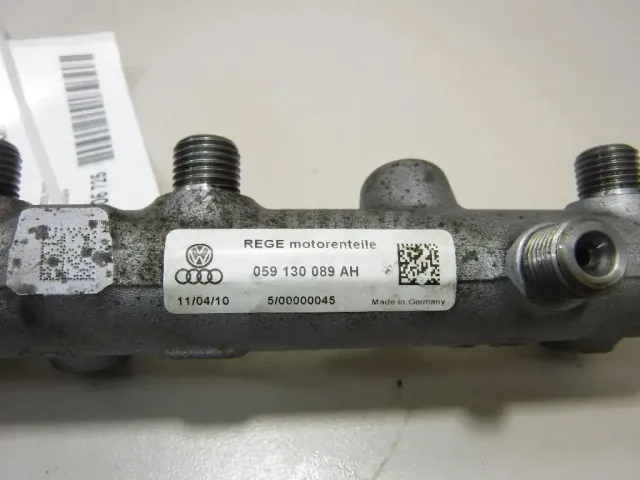 REGE motorenteile
059 130 089 AH
11/04/10 5/00000045 Made in Germany